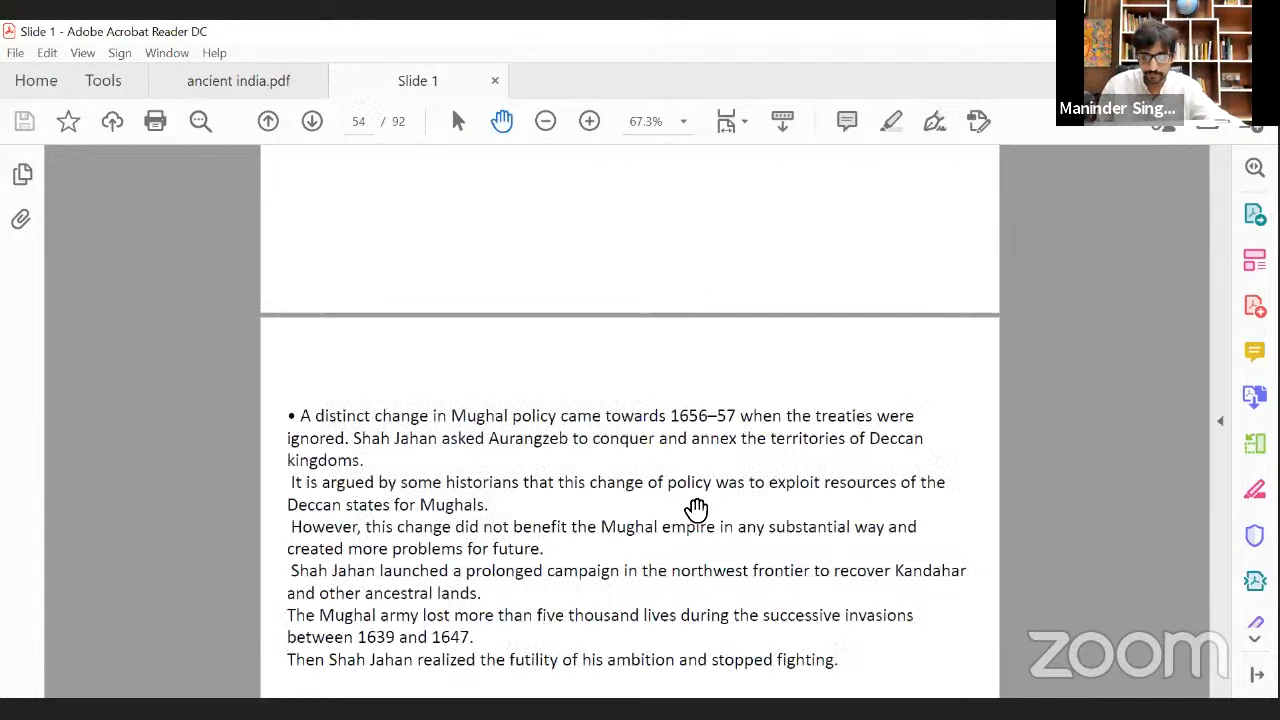 Slide 1 - Adobe Acrobat Reader DC
File Edit View Sign Window Help
Home Tools ancient india.pdf Slide 1
54 / 92 67.3%
Maninder Sing...
• A distinct change in Mughal policy came towards 1656–57 when the treaties were
ignored. Shah Jahan asked Aurangzeb to conquer and annex the territories of Deccan
kingdoms.
It is argued by some historians that this change of policy was to exploit resources of the
Deccan states for Mughals.
However, this change did not benefit the Mughal empire in any substantial way and
created more problems for future.
Shah Jahan launched a prolonged campaign in the northwest frontier to recover Kandahar
and other ancestral lands.
The Mughal army lost more than five thousand lives during the successive invasions
between 1639 and 1647.
Then Shah Jahan realized the futility of his ambition and stopped fighting.
zoom